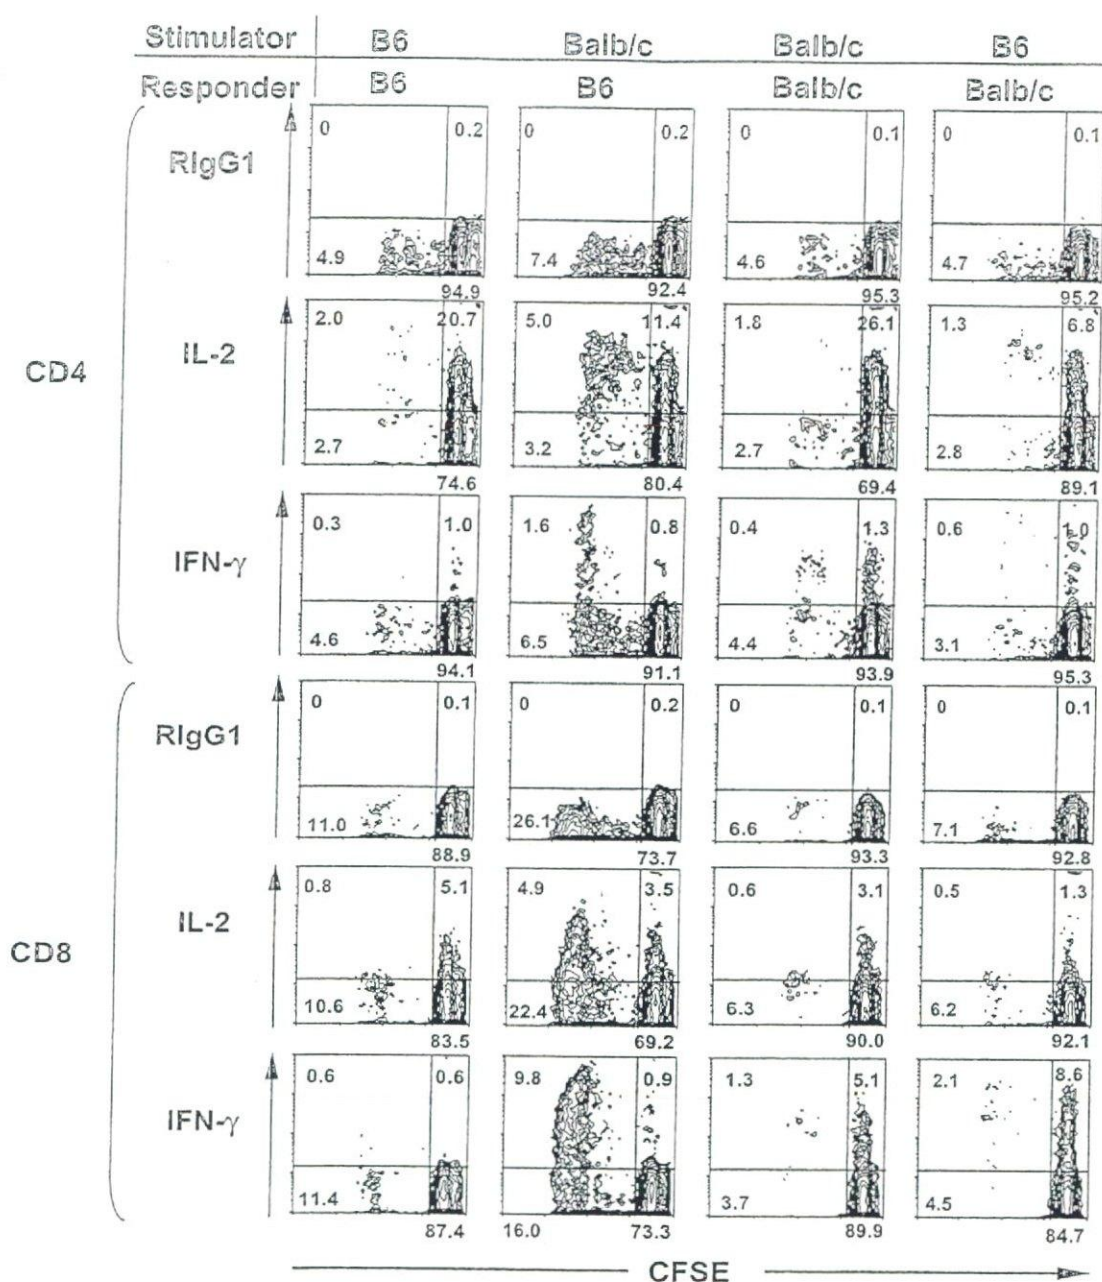 Stimulator B6 Balb/c Balb/c B6
Responder B6 B6 Balb/c Balb/c
CD4
RIgG1
0 0.2 0 0.2 0 0.1 0 0.1
4.9 7.4 4.6 4.7
94.9 92.4 95.3 95.2
IL-2
2.0 20.7 5.0 11.4 1.8 26.1 1.3 6.8
2.7 3.2 2.7 2.8
74.6 80.4 69.4 89.1
IFN-γ
0.3 1.0 1.6 0.8 0.4 1.3 0.6 1.0
4.6 6.5 4.4 3.1
94.1 91.1 93.9 95.3
CD8
RIgG1
0 0.1 0 0.2 0 0.1 0 0.1
11.0 26.1 6.6 7.1
88.9 73.7 93.3 92.8
IL-2
0.8 5.1 4.9 3.5 0.6 3.1 0.5 1.3
10.6 22.4 6.3 6.2
83.5 69.2 90.0 92.1
IFN-γ
0.6 0.6 9.8 0.9 1.3 5.1 2.1 8.6
11.4 3.7 4.5
87.4 16.0 73.3 89.9 84.7
CFSE